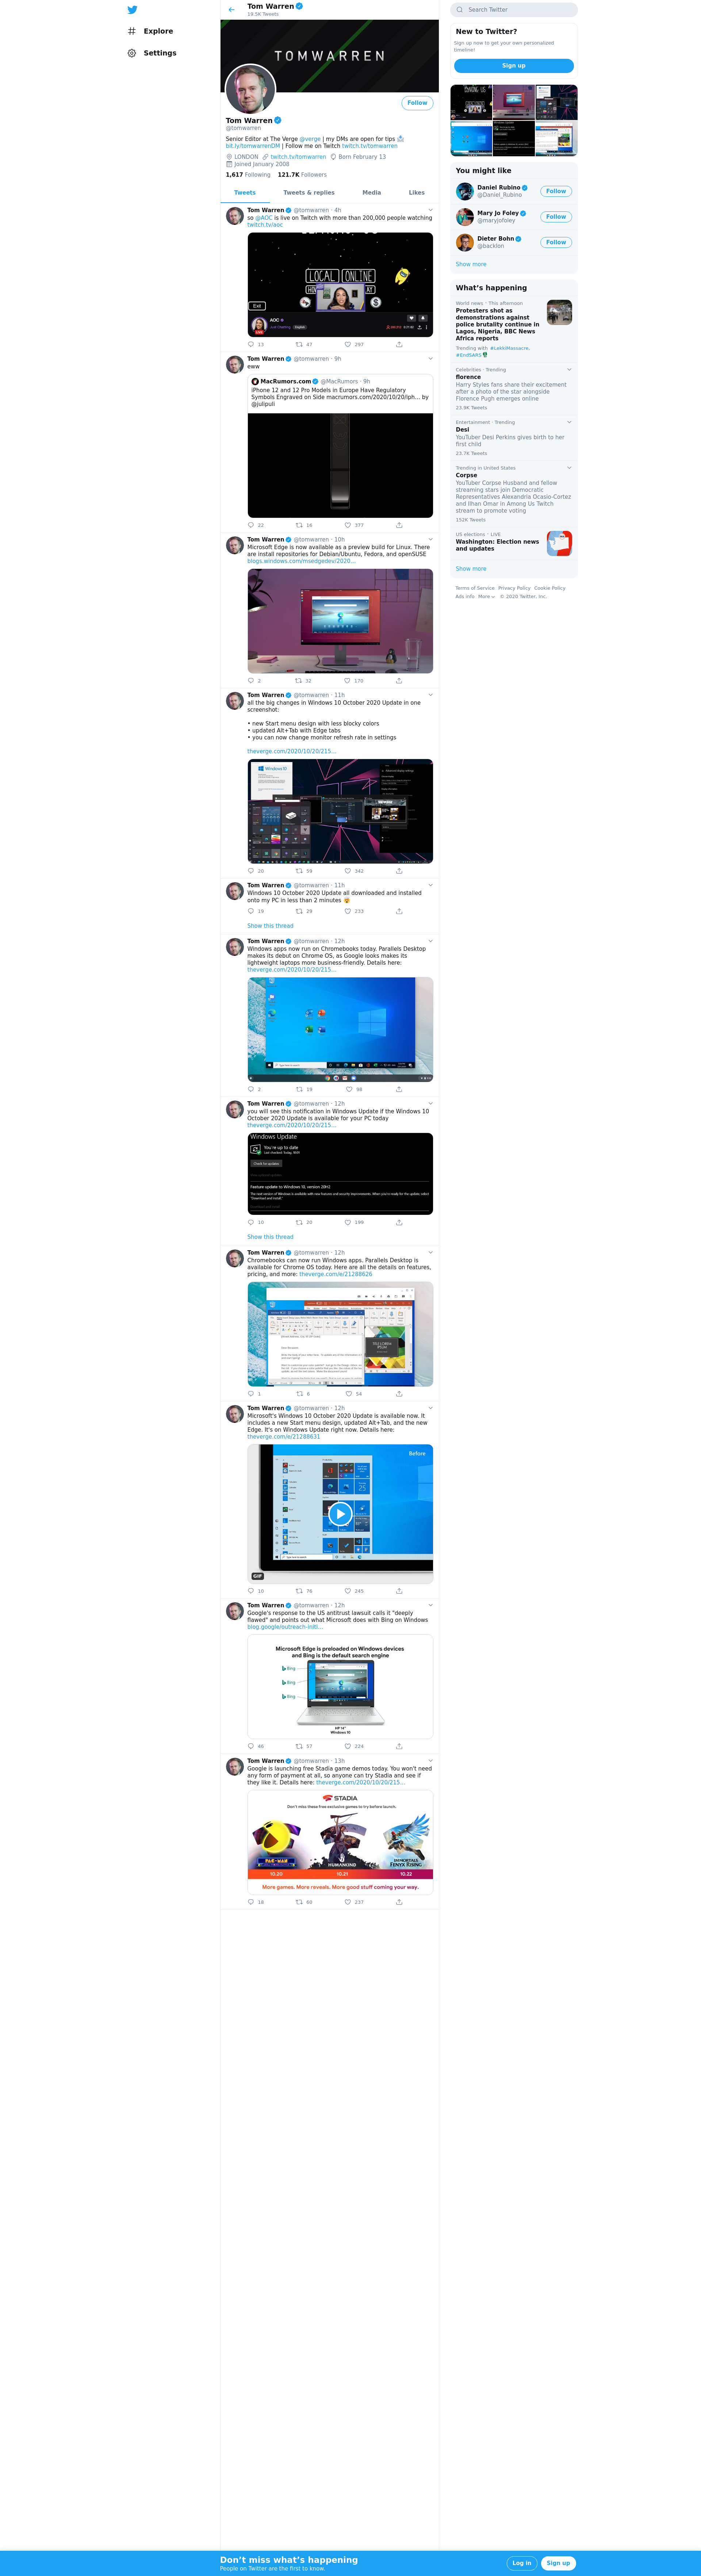 Explore
Settings
Tom Warren
19.5K Tweets
TOMWARREN
Follow
Tom Warren
@tomwarren
Senior Editor at The Verge @verge | my DMs are open for tips
bit.ly/tomwarrenDM | Follow me on Twitch twitch.tv/tomwarren
LONDON twitch.tv/tomwarren Born February 13
Joined January 2008
1,617 Following 121.7K Followers
Tweets Tweets & replies Media Likes
Tom Warren @tomwarren · 4h
so @AOC is live on Twitch with more than 200,000 people watching
twitch.tv/aoc
LOCAL ONLINE
Exit
AOC
LIVE
13 47 297
Tom Warren @tomwarren · 9h
eww
MacRumors.com @MacRumors · 9h
iPhone 12 and 12 Pro Models in Europe Have Regulatory
Symbols Engraved on Side macrumors.com/2020/10/20/iph... by
@julipuli
22 16 377
Tom Warren @tomwarren · 10h
Microsoft Edge is now available as a preview build for Linux. There
are install repositories for Debian/Ubuntu, Fedora, and openSUSE
blogs.windows.com/msedgedev/2020...
2 32 170
Tom Warren @tomwarren · 11h
all the big changes in Windows 10 October 2020 Update in one
screenshot:
• new Start menu design with less blocky colors
• updated Alt+Tab with Edge tabs
• you can now change monitor refresh rate in settings
theverge.com/2020/10/20/215...
Windows 10
20 59 342
Tom Warren @tomwarren · 11h
Windows 10 October 2020 Update all downloaded and installed
onto my PC in less than 2 minutes
19 29 233
Show this thread
Tom Warren @tomwarren · 12h
Windows apps now run on Chromebooks today. Parallels Desktop
makes its debut on Chrome OS, as Google looks makes its
lightweight laptops more business-friendly. Details here:
theverge.com/2020/10/20/215...
2 19 98
Tom Warren @tomwarren · 12h
you will see this notification in Windows Update if the Windows 10
October 2020 Update is available for your PC today
theverge.com/2020/10/20/215...
Windows Update
You're up to date
Check for updates
Feature update to Windows 10, version 20H2
10 20 199
Show this thread
Tom Warren @tomwarren · 12h
Chromebooks can now run Windows apps. Parallels Desktop is
available for Chrome OS today. Here are all the details on features,
pricing, and more: theverge.com/e/21288626
1 6 54
Tom Warren @tomwarren · 12h
Microsoft's Windows 10 October 2020 Update is available now. It
includes a new Start menu design, updated Alt+Tab, and the new
Edge. It's on Windows Update right now. Details here:
theverge.com/e/21288631
Before
GIF
10 76 245
Tom Warren @tomwarren · 12h
Google's response to the US antitrust lawsuit calls it "deeply
flawed" and points out what Microsoft does with Bing on Windows
blog.google/outreach-initi...
Microsoft Edge is preloaded on Windows devices
and Bing is the default search engine
Bing
Bing
Bing
HP 14"
Windows 10
46 57 224
Tom Warren @tomwarren · 13h
Google is launching free Stadia game demos today. You won't need
any form of payment at all, so anyone can try Stadia and see if
they like it. Details here: theverge.com/2020/10/20/215...
STADIA
Don't miss these free exclusive games to try before launch.
PAC-MAN
HUMANKIND
IMMORTALS
FENYX RISING
10.20 10.21 10.22
More games. More reveals. More good stuff coming your way.
18 60 237
Search Twitter
New to Twitter?
Sign up now to get your own personalized
timeline!
Sign up
You might like
Daniel Rubino
@Daniel_Rubino
Follow
Mary Jo Foley
@maryjofoley
Follow
Dieter Bohn
@backlon
Follow
Show more
What's happening
World news · This afternoon
Protesters shot as
demonstrations against
police brutality continue in
Lagos, Nigeria, BBC News
Africa reports
Trending with #LekkiMassacre,
#EndSARS
Celebrities · Trending
florence
Harry Styles fans share their excitement
after a photo of the star alongside
Florence Pugh emerges online
23.9K Tweets
Entertainment · Trending
Desi
YouTuber Desi Perkins gives birth to her
first child
23.7K Tweets
Trending in United States
Corpse
YouTuber Corpse Husband and fellow
streaming stars join Democratic
Representatives Alexandria Ocasio-Cortez
and Ilhan Omar in Among Us Twitch
stream to promote voting
152K Tweets
US elections · LIVE
Washington: Election news
and updates
Show more
Terms of Service Privacy Policy Cookie Policy
Ads info More © 2020 Twitter, Inc.
Don't miss what's happening
People on Twitter are the first to know.
Log in
Sign up